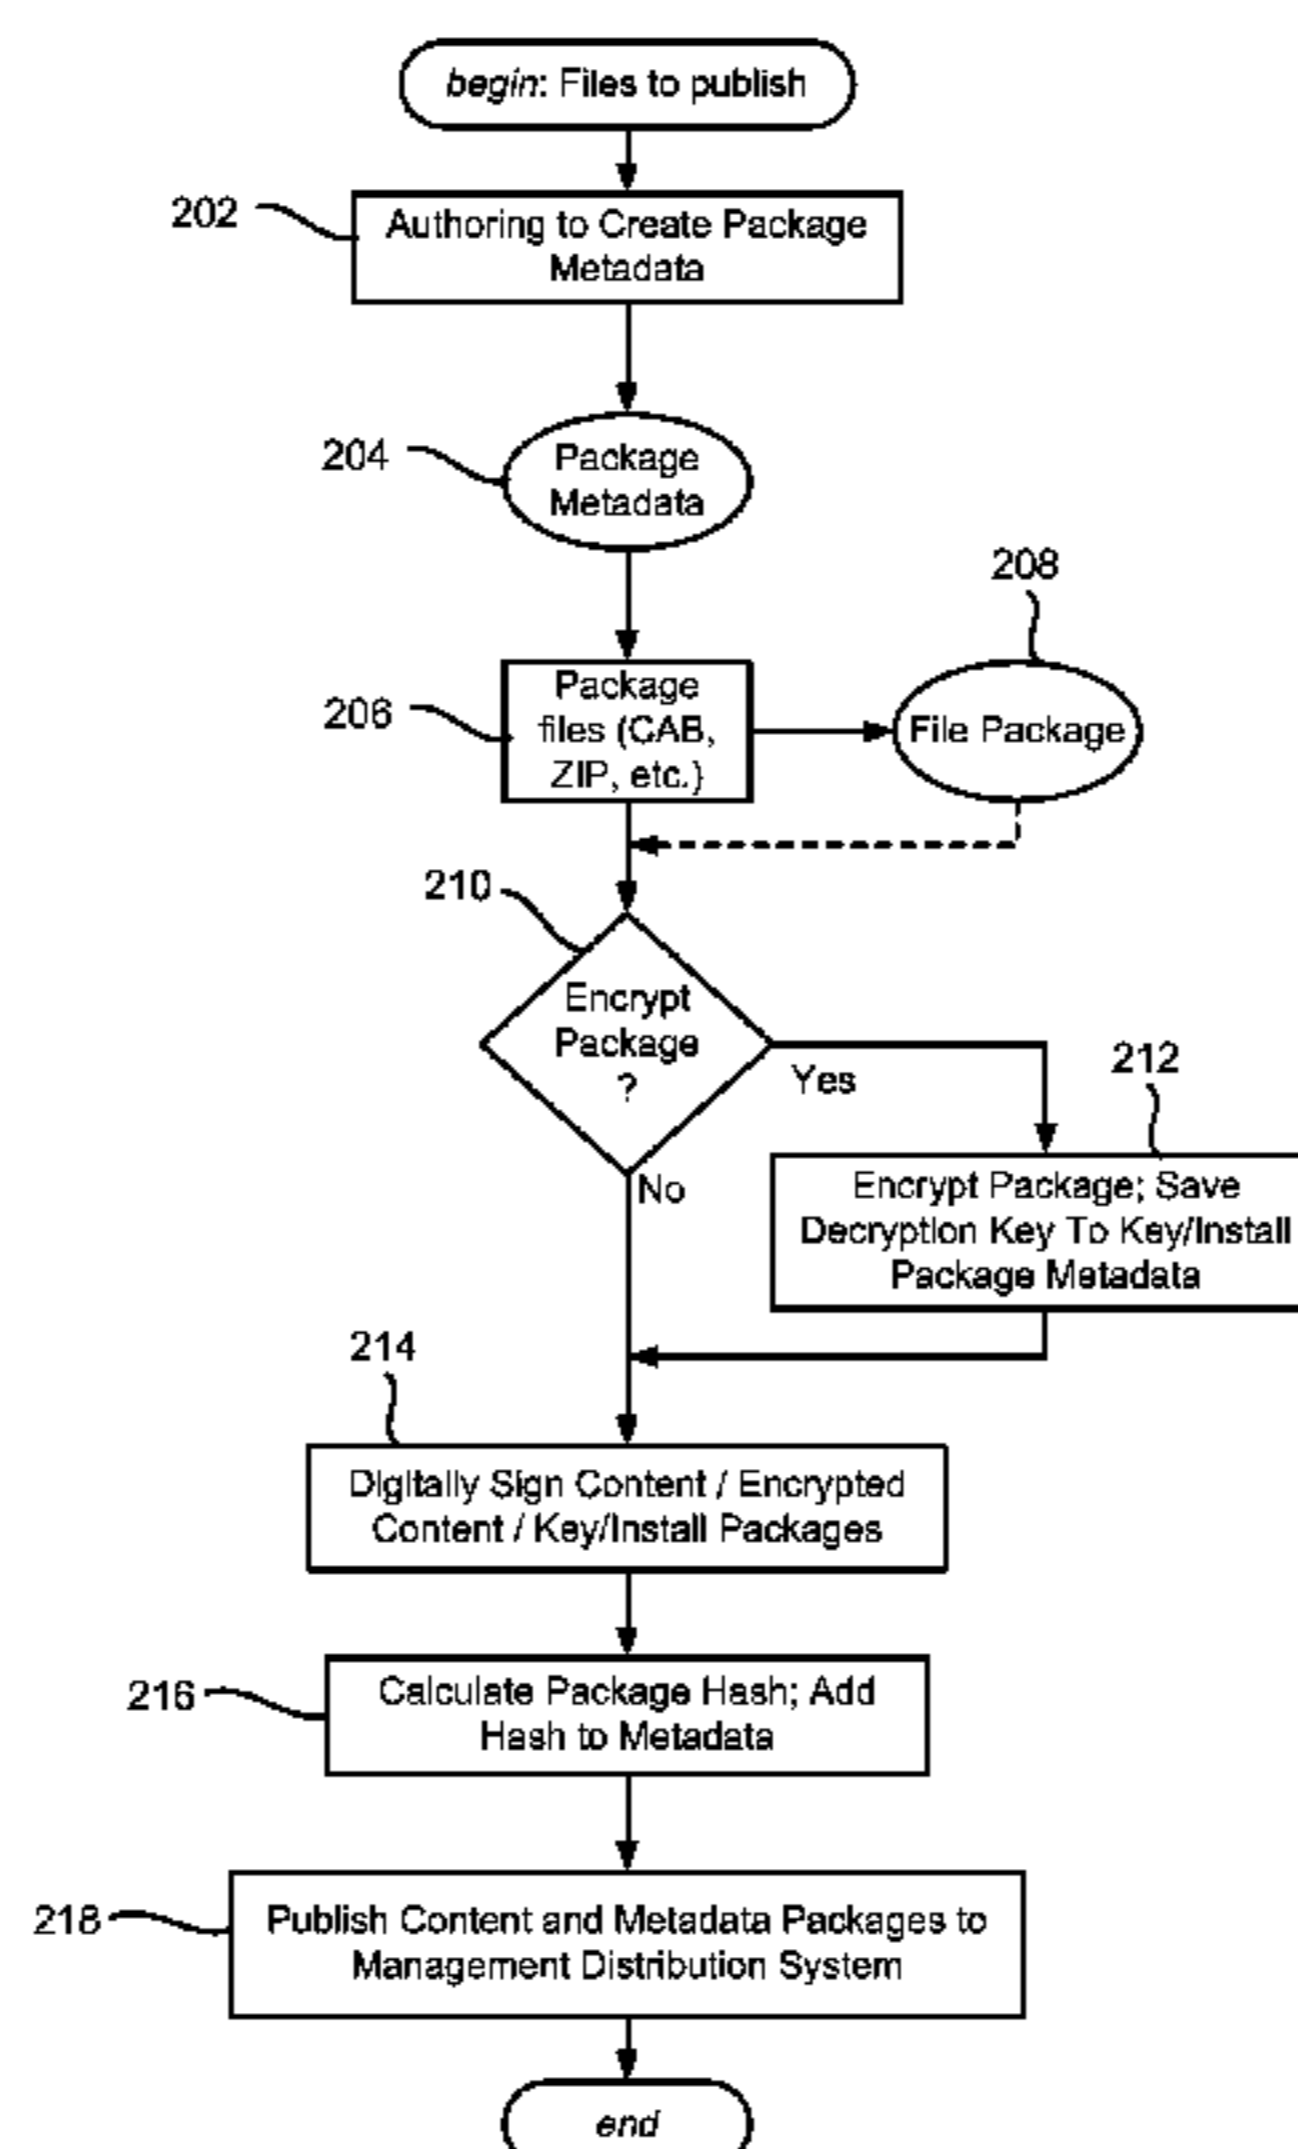 begin: Files to publish
202
Authoring to Create Package
Metadata
204
Package
Metadata
208
206
Package
files (CAB,
ZIP, etc.)
File Package
210
Encrypt
Package
?
Yes
212
No
Encrypt Package; Save
Decryption Key To Key/Install
Package Metadata
214
Digitally Sign Content / Encrypted
Content / Key/Install Packages
216
Calculate Package Hash; Add
Hash to Metadata
218
Publish Content and Metadata Packages to
Management Distribution System
end